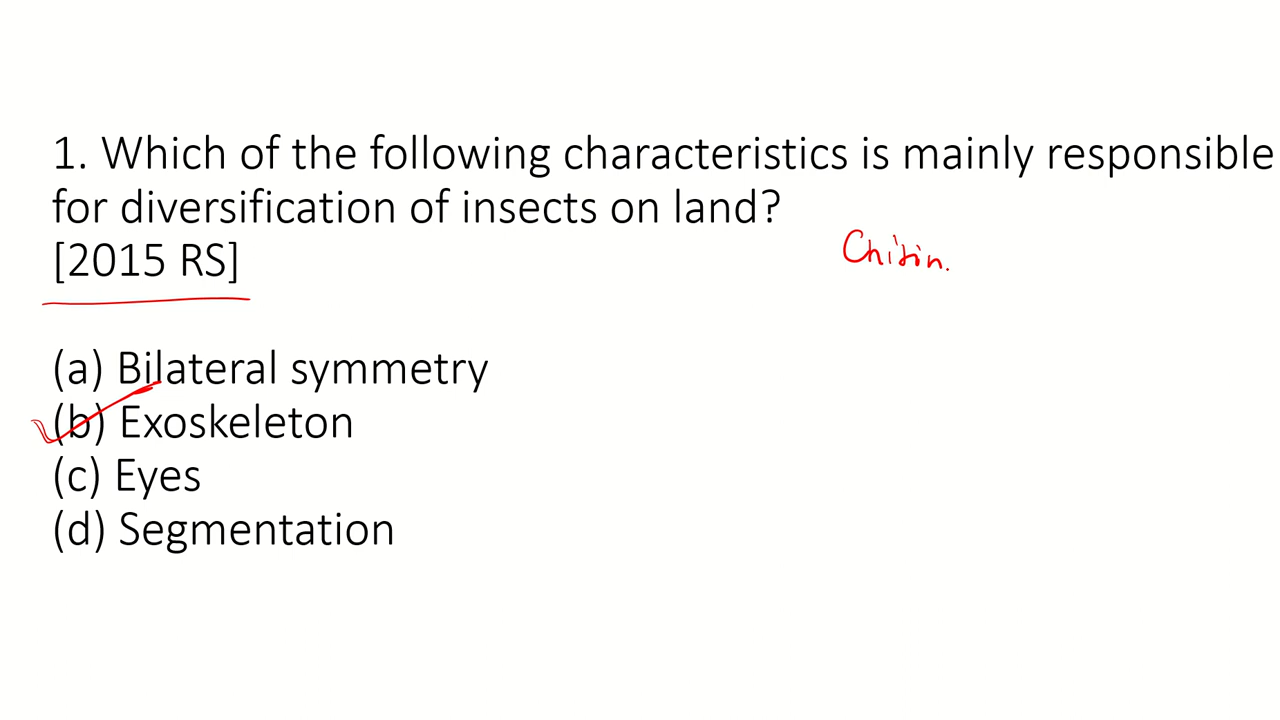 1. Which of the following characteristics is mainly responsible
for diversification of insects on land?
[2015 RS]
Chitin.
(a) Bilateral symmetry
(b) Exoskeleton
(c) Eyes
(d) Segmentation